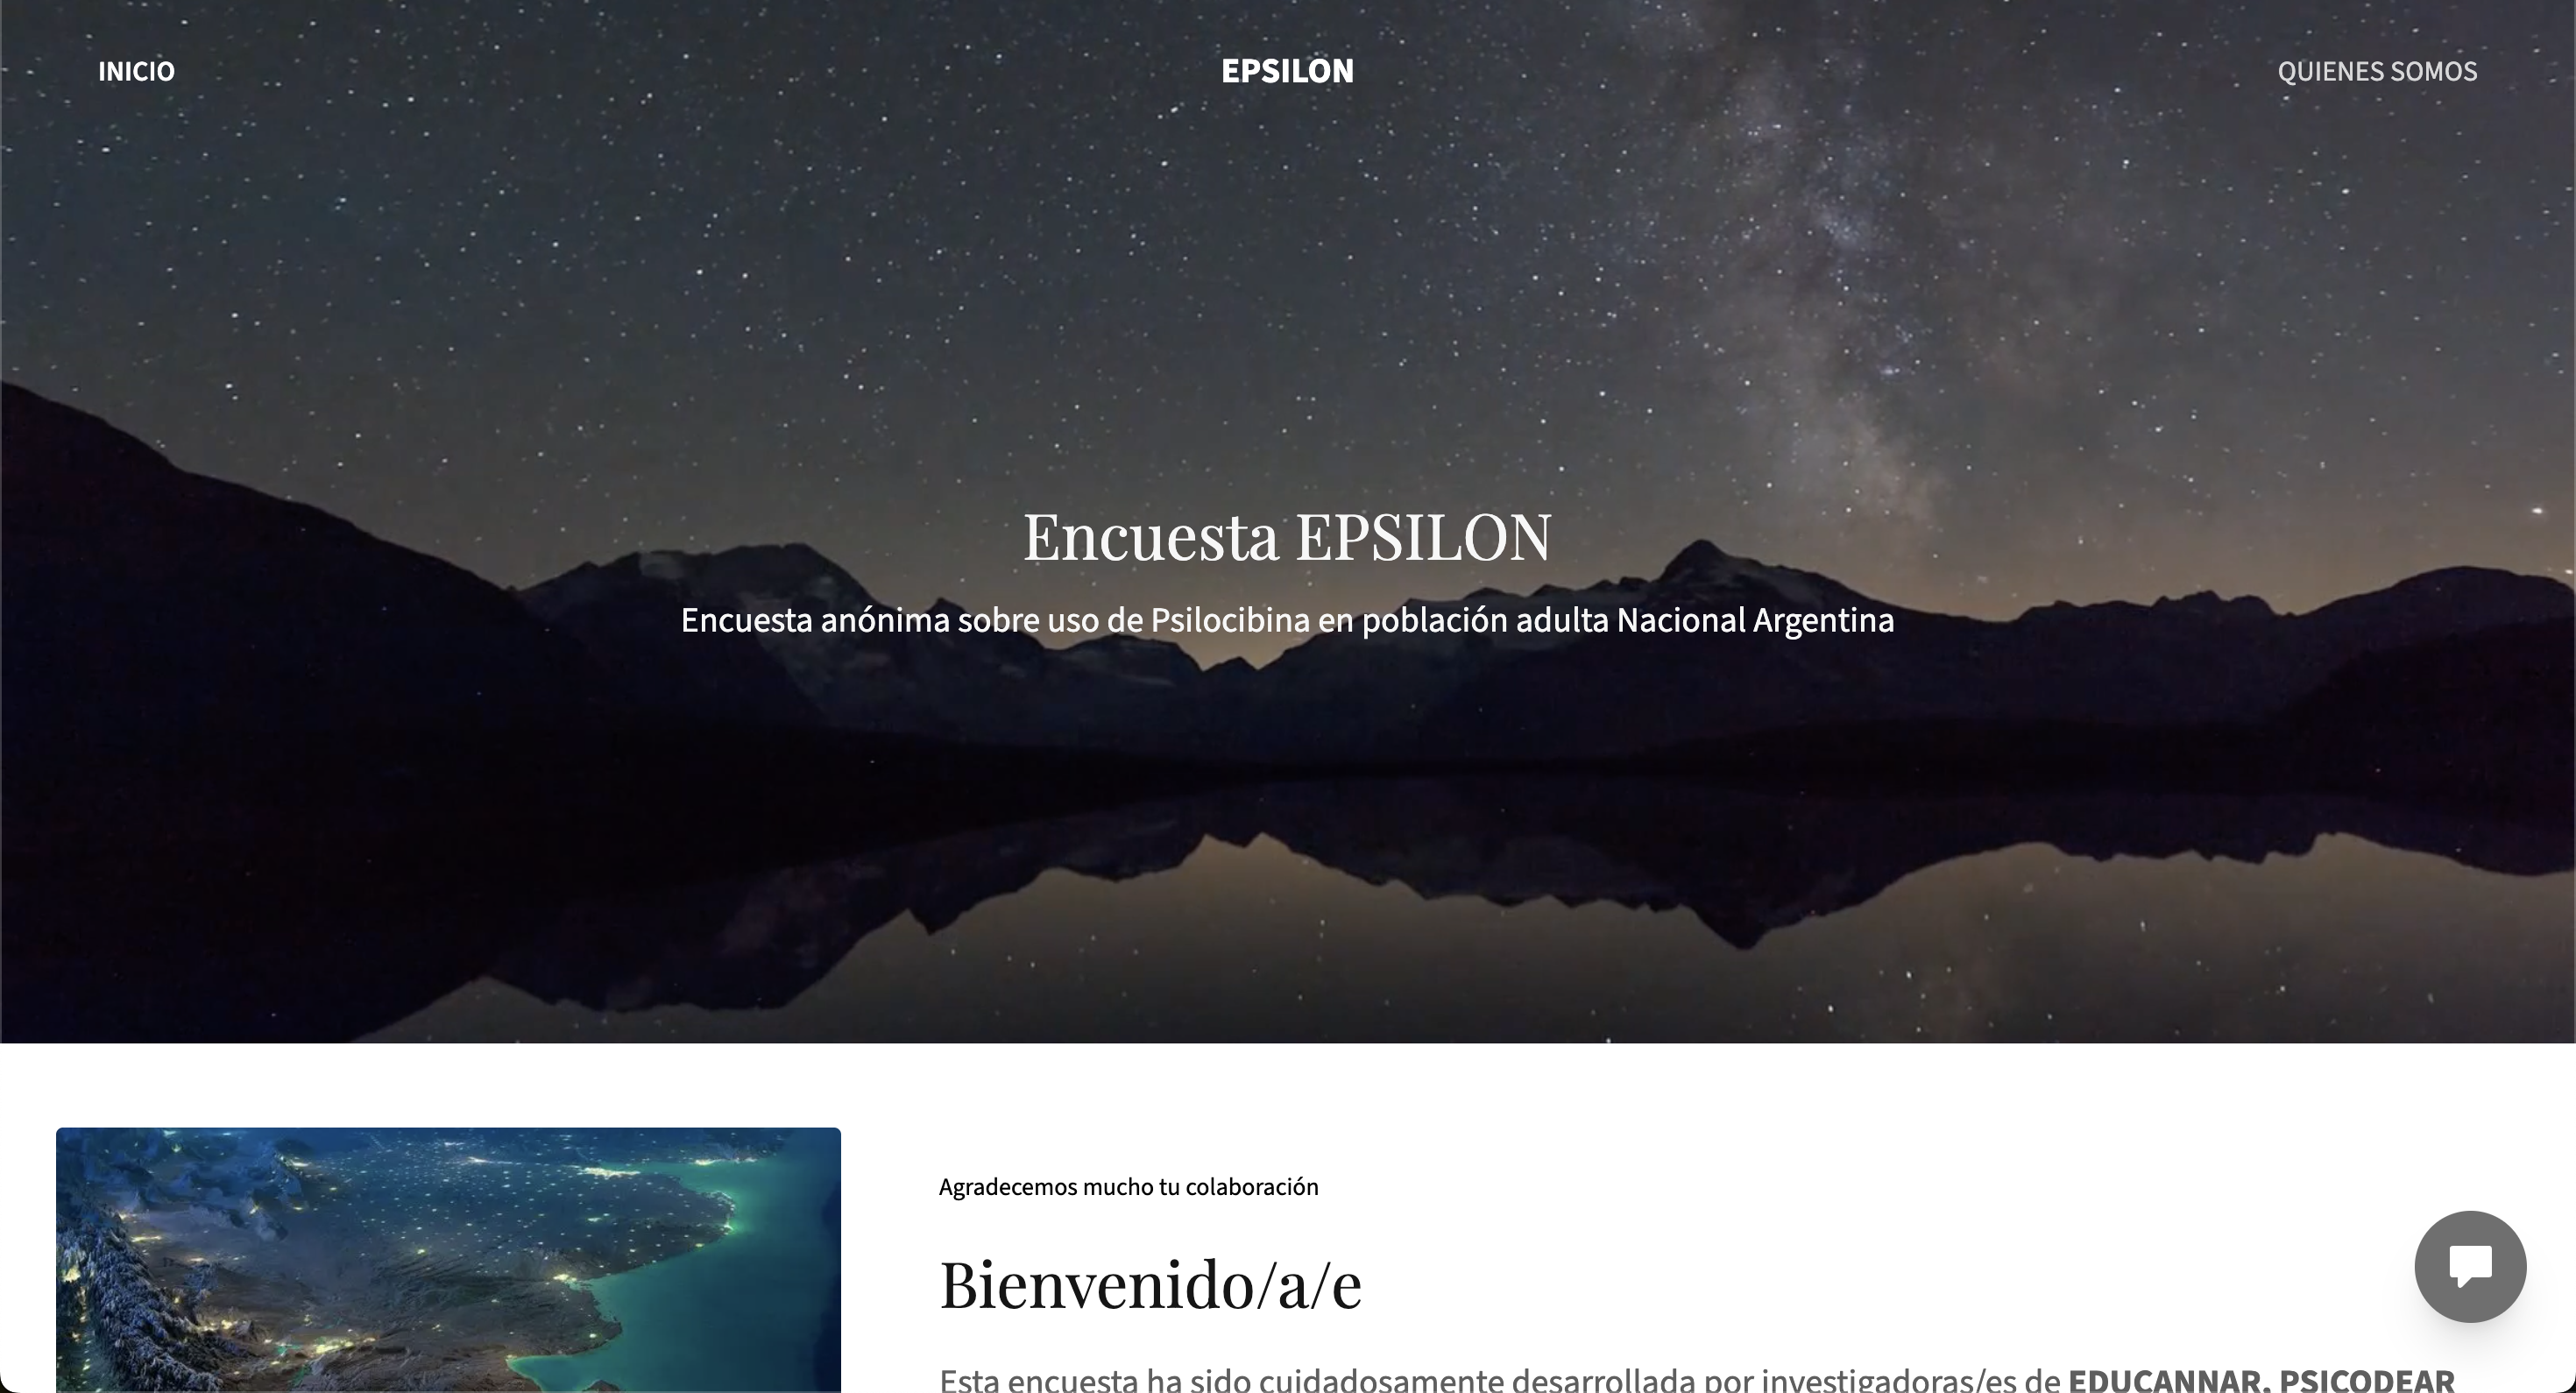 INICIO
EPSILON
QUIENES SOMOS
Encuesta EPSILON
Encuesta anónima sobre uso de Psilocibina en población adulta Nacional Argentina
Agradecemos mucho tu colaboración
Bienvenido/a/e
Esta encuesta ha sido cuidadosamente desarrollada por investigadoras/es de EDUCANNAR, PSICODEAR